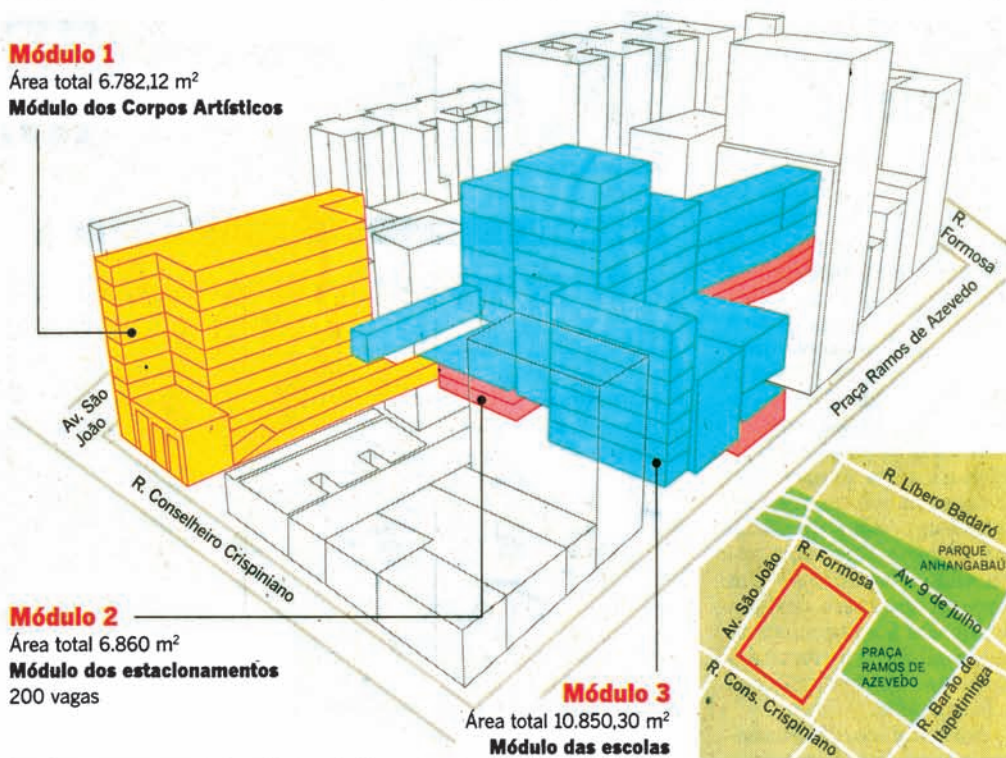 Módulo 1
Área total 6.782,12 m²
Módulo dos Corpos Artísticos
R. Formosa
Praça Ramos de Azevedo
Av. São João
R. Conselheiro Crispiniano
Módulo 2
Área total 6.860 m²
Módulo dos estacionamentos
200 vagas
Módulo 3
Área total 10.850,30 m²
Módulo das escolas
R. Líbero Badaró
PARQUE
ANHANGABAÚ
R. Formosa
Av. 9 de julho
Av. São João
PRAÇA
RAMOS DE
AZEVEDO
R. Barão de
Itapetininga
R. Cons. Crispiniano